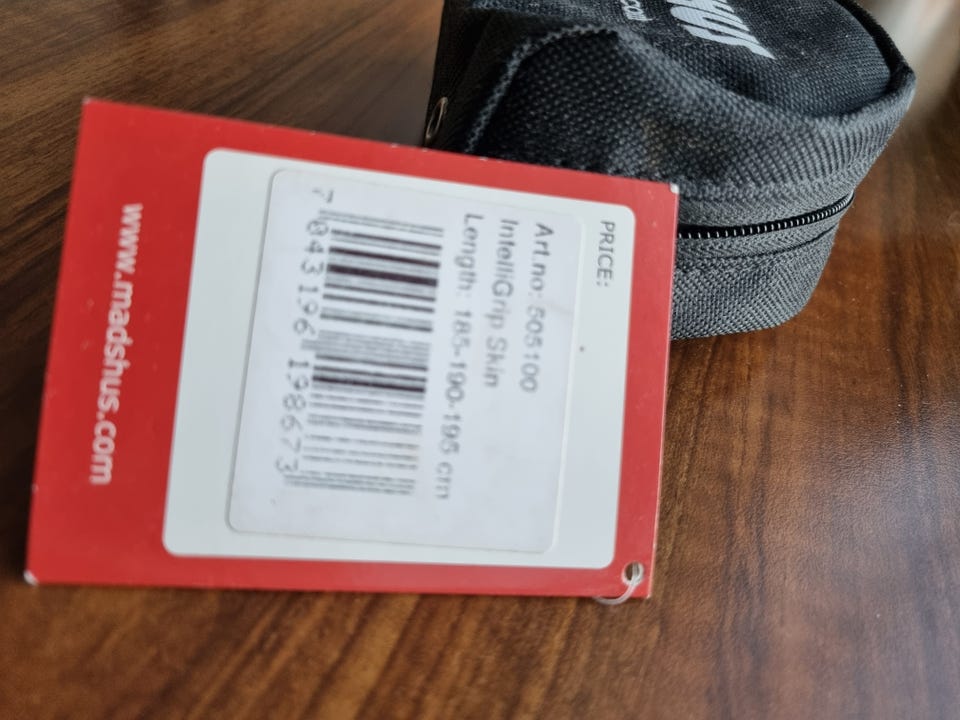 PRICE:
Art.no: 505100
IntelliGrip Skin
Length: 185-190-195 cm
7 043196 198673
www.madshus.com